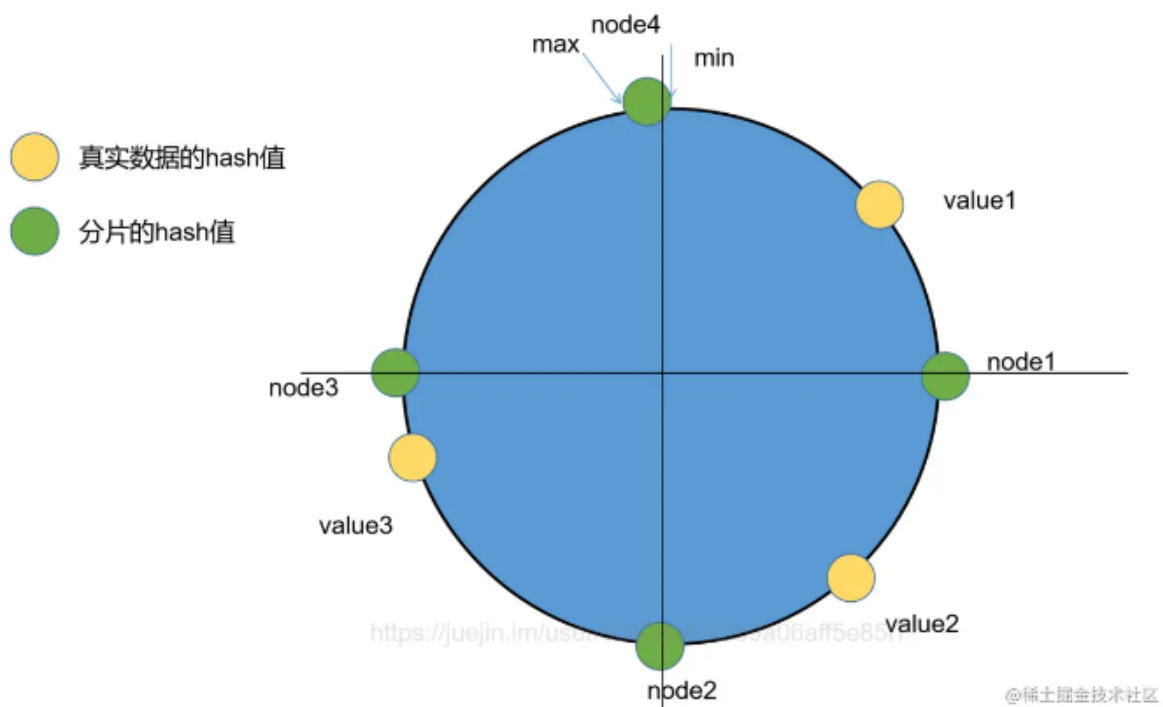 node4
max
min
真实数据的hash值
value1
分片的hash值
node1
node3
value3
value2
node2
@稀土掘金技术社区